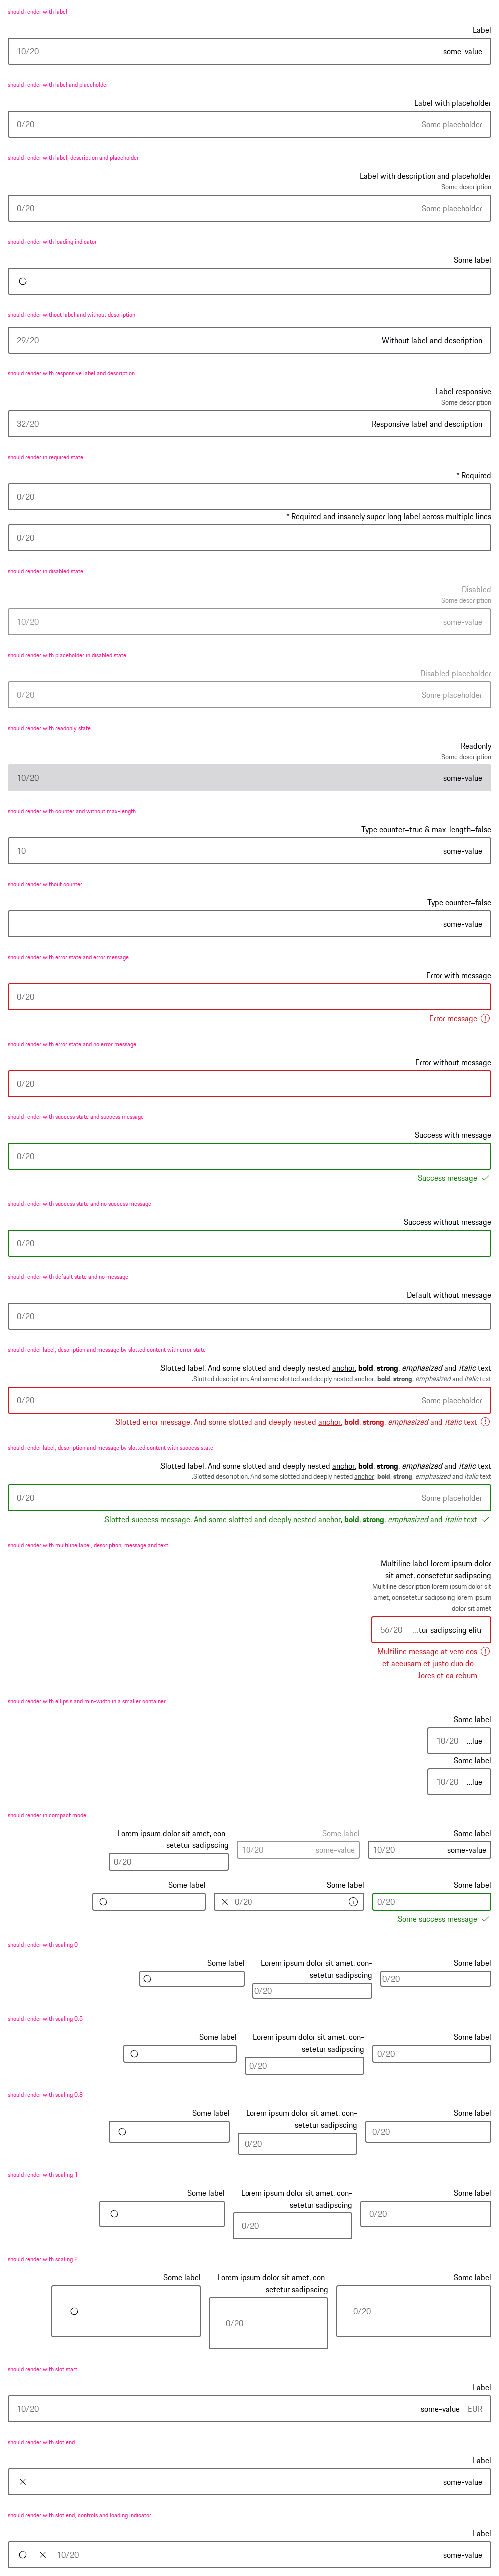 should render with label
Label
10/20 some-value
should render with label and placeholder
Label with placeholder
0/20 Some placeholder
should render with label, description and placeholder
Label with description and placeholder
Some description
0/20 Some placeholder
should render with loading indicator
Some label
should render without label and without description
29/20 Without label and description
should render with responsive label and description
Label responsive
Some description
32/20 Responsive label and description
should render in required state
* Required
0/20
* Required and insanely super long label across multiple lines
0/20
should render in disabled state
Disabled
Some description
10/20 some-value
should render with placeholder in disabled state
Disabled placeholder
0/20 Some placeholder
should render with readonly state
Readonly
Some description
10/20 some-value
should render with counter and without max-length
Type counter=true & max-length=false
10 some-value
should render without counter
Type counter=false
some-value
should render with error state and error message
Error with message
0/20
Error message
should render with error state and no error message
Error without message
0/20
should render with success state and success message
Success with message
0/20
Success message
should render with success state and no success message
Success without message
0/20
should render with default state and no message
Default without message
0/20
should render label, description and message by slotted content with error state
.Slotted label. And some slotted and deeply nested anchor, bold, strong, emphasized and italic text
.Slotted description. And some slotted and deeply nested anchor, bold, strong, emphasized and italic text
0/20 Some placeholder
.Slotted error message. And some slotted and deeply nested anchor, bold, strong, emphasized and italic text
should render label, description and message by slotted content with success state
.Slotted label. And some slotted and deeply nested anchor, bold, strong, emphasized and italic text
.Slotted description. And some slotted and deeply nested anchor, bold, strong, emphasized and italic text
0/20 Some placeholder
.Slotted success message. And some slotted and deeply nested anchor, bold, strong, emphasized and italic text
should render with multiline label, description, message and text
Multiline label lorem ipsum dolor
sit amet, consetetur sadipscing
Multiline description lorem ipsum dolor sit
amet, consetetur sadipscing lorem ipsum
dolor sit amet
56/20 ...tur sadipscing elitr
Multiline message at vero eos
et accusam et justo duo do-
.lores et ea rebum
should render with ellipsis and min-width in a smaller container
Some label
10/20 ...lue
Some label
10/20 ...lue
should render in compact mode
Lorem ipsum dolor sit amet, con- Some label Some label
setetur sadipscing 10/20 some-value 10/20 some-value
0/20
Some label Some label Some label
0/20 0/20
.Some success message
should render with scaling 0
Some label Lorem ipsum dolor sit amet, con- Some label
setetur sadipscing 0/20
0/20
should render with scaling 0.5
Some label Lorem ipsum dolor sit amet, con- Some label
setetur sadipscing 0/20
0/20
should render with scaling 0.8
Some label Lorem ipsum dolor sit amet, con- Some label
setetur sadipscing 0/20
0/20
should render with scaling 1
Some label Lorem ipsum dolor sit amet, con- Some label
setetur sadipscing 0/20
0/20
should render with scaling 2
Some label Lorem ipsum dolor sit amet, con- Some label
setetur sadipscing
0/20
0/20
should render with slot start
Label
10/20 some-value EUR
should render with slot end
Label
some-value
should render with slot end, controls and loading indicator
Label
10/20 some-value